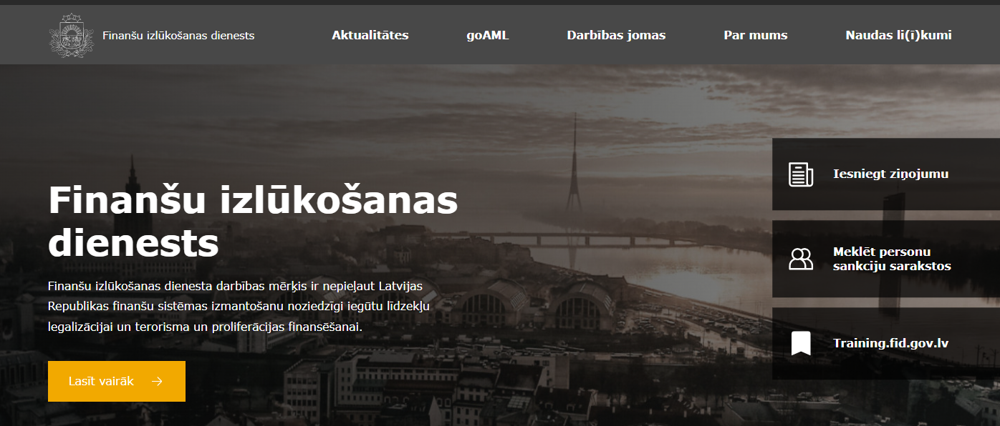 Finanšu izlūkošanas dienests
Aktualitātes
goAML
Darbības jomas
Par mums
Naudas li(ī)kumi
Finanšu izlūkošanas
dienests
Finanšu izlūkošanas dienesta darbības mērķis ir nepieļaut Latvijas
Republikas finanšu sistēmas izmantošanu noziedzīgi iegūtu līdzekļu
legalizācijai un terorisma un proliferācijas finansēšanai.
Lasīt vairāk
Iesniegt ziņojumu
Meklēt personu
sankciju sarakstos
Training.fid.gov.lv